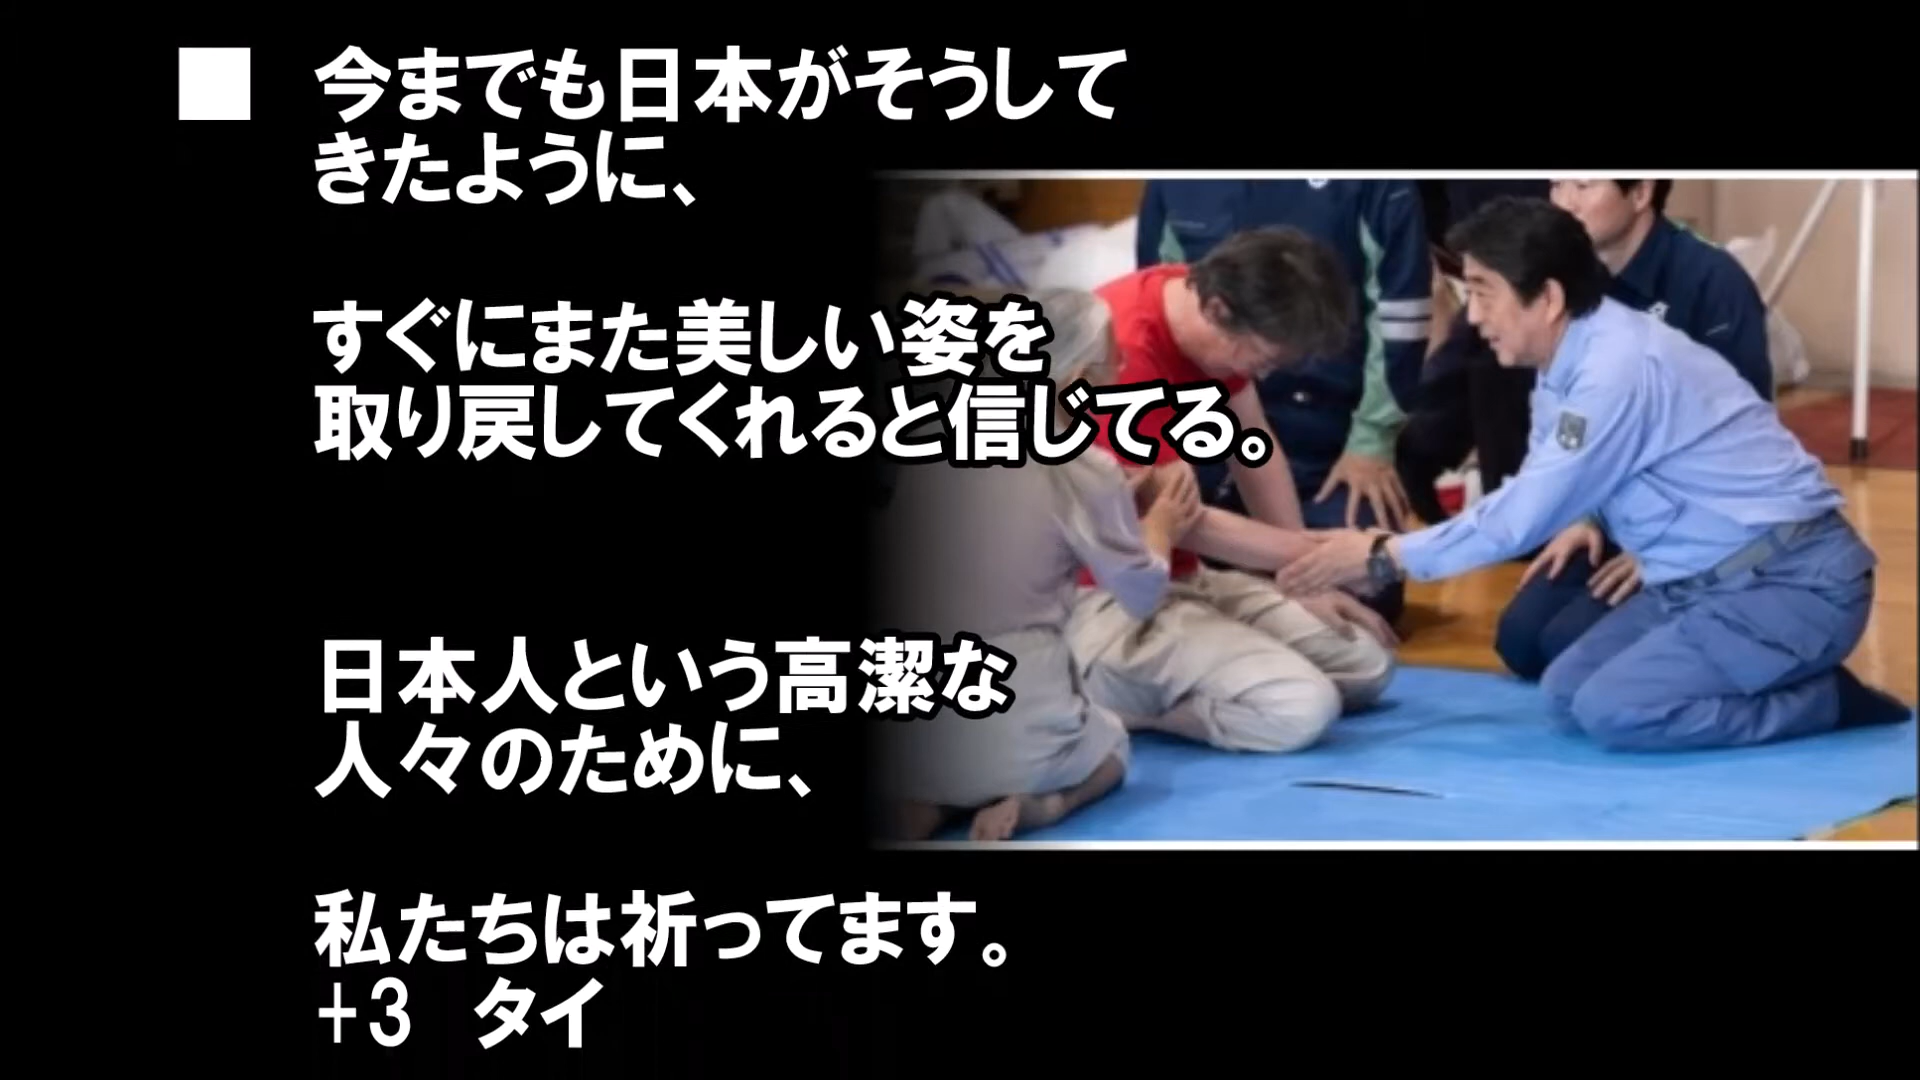 ■ 今までも日本がそうして
きたように、
すぐにまた美しい姿を
取り戻してくれると信じてる。
日本人という高潔な
人々のために、
私たちは祈ってます。
+3 タイ